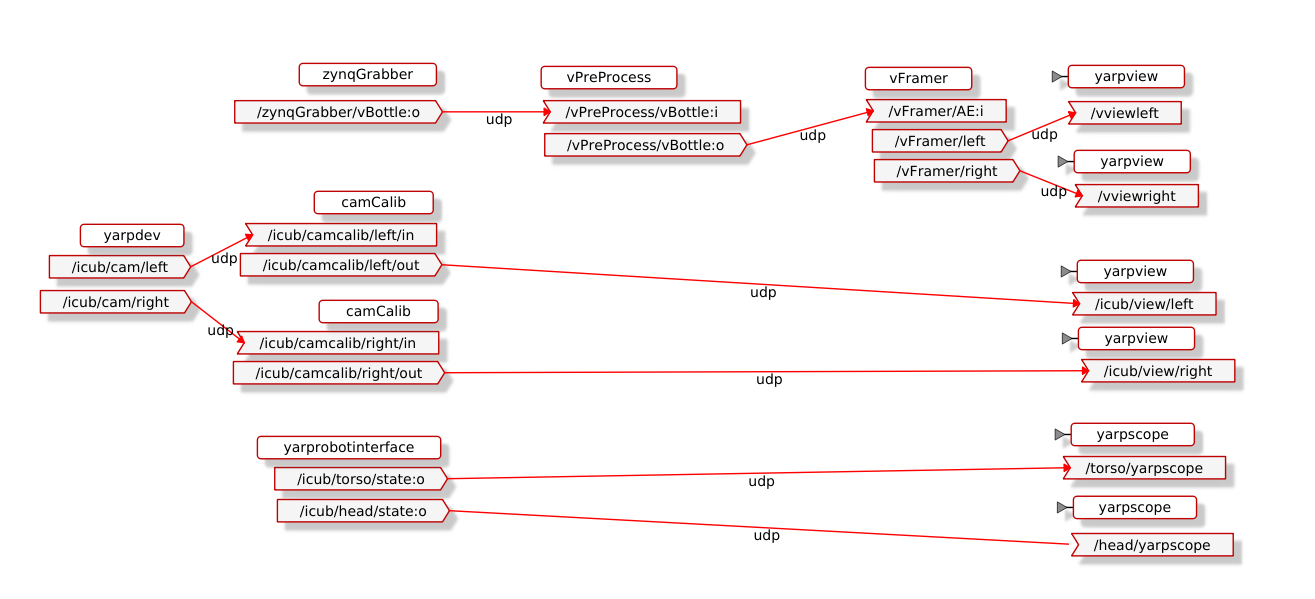 zynqGrabber
/zynqGrabber/vBottle:o
udp
vPreProcess
/vPreProcess/vBottle:i
/vPreProcess/vBottle:o
udp
vFramer
/vFramer/AE:i
/vFramer/left
/vFramer/right
udp
udp
yarpview
/vviewleft
yarpview
/vviewright
yarpdev
/icub/cam/left
/icub/cam/right
udp
udp
camCalib
/icub/camcalib/left/in
/icub/camcalib/left/out
udp
camCalib
/icub/camcalib/right/in
/icub/camcalib/right/out
udp
yarpview
/icub/view/left
yarpview
/icub/view/right
yarprobotinterface
/icub/torso/state:o
/icub/head/state:o
udp
udp
yarpscope
/torso/yarpscope
yarpscope
/head/yarpscope